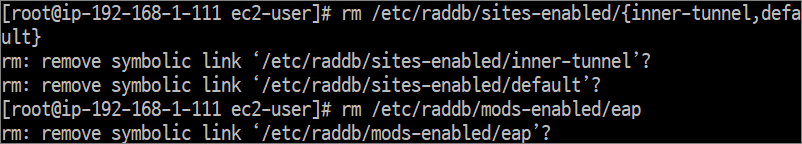 [root@ip-192-168-1-111 ec2-user]# rm /etc/raddb/sites-enabled/{inner-tunnel,defa
ult}
rm: remove symbolic link ‘/etc/raddb/sites-enabled/inner-tunnel’?
rm: remove symbolic link ‘/etc/raddb/sites-enabled/default’?
[root@ip-192-168-1-111 ec2-user]# rm /etc/raddb/mods-enabled/eap
rm: remove symbolic link ‘/etc/raddb/mods-enabled/eap’?